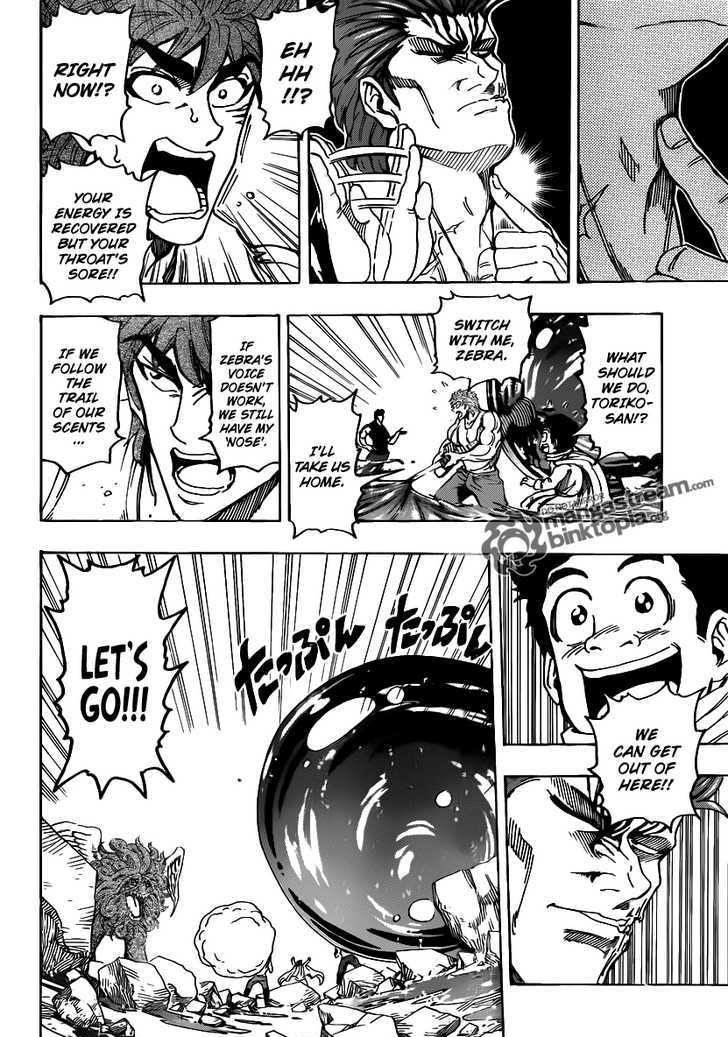 EH
HH
!!?
RIGHT
NOW!?
YOUR
ENERGY IS
RECOVERED
BUT YOUR
THROAT'S
SORE!!
WHAT
SHOULD
WE DO,
TORIKO-
SAN!?
SWITCH
WITH ME,
ZEBRA.
I'LL
TAKE US
HOME.
IF
ZEBRA'S
VOICE
DOESN'T
WORK, WE
STILL
HAVE MY
'NOSE'.
IF WE
FOLLOW
THE
TRAIL
OF OUR
SCENTS
...
mangastream.com
binktopia.org
WE
CAN GET
OUT OF
HERE!!
たっぷん
たっぷん
LET'S
GO!!!